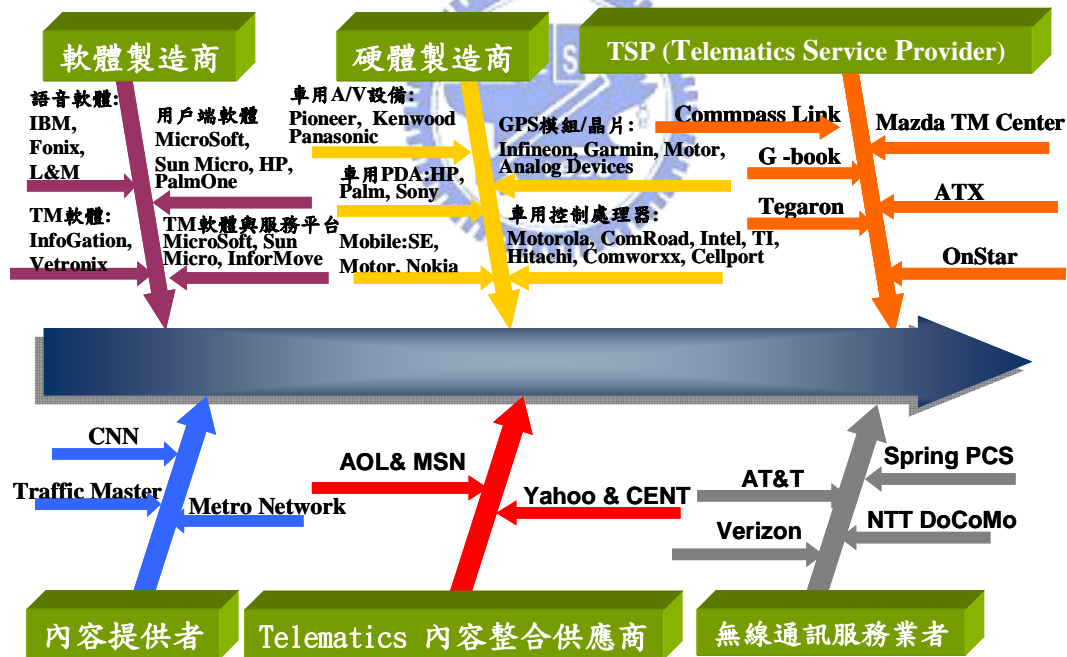 軟體製造商
硬體製造商
TSP (Telematics Service Provider)
語音軟體:
IBM,
Fonix,
L&M
用戶端軟體
MicroSoft,
Sun Micro, HP,
PalmOne
TM軟體:
InfoGation,
Vetronix
TM軟體與服務平台
MicroSoft, Sun
Micro, InforMove
車用A/V設備:
Pioneer, Kenwood
Panasonic
車用PDA:HP,
Palm, Sony
Mobile:SE,
Motor, Nokia
GPS模組/晶片:
Infineon, Garmin, Motor,
Analog Devices
車用控制處理器:
Motorola, ComRoad, Intel, TI,
Hitachi, Comworxx, Cellport
Commpass Link
G -book
Tegaron
Mazda TM Center
ATX
OnStar
CNN
Traffic Master
Metro Network
AOL& MSN
Yahoo & CENT
AT&T
Verizon
Spring PCS
NTT DoCoMo
內容提供者
Telematics 內容整合供應商
無線通訊服務業者